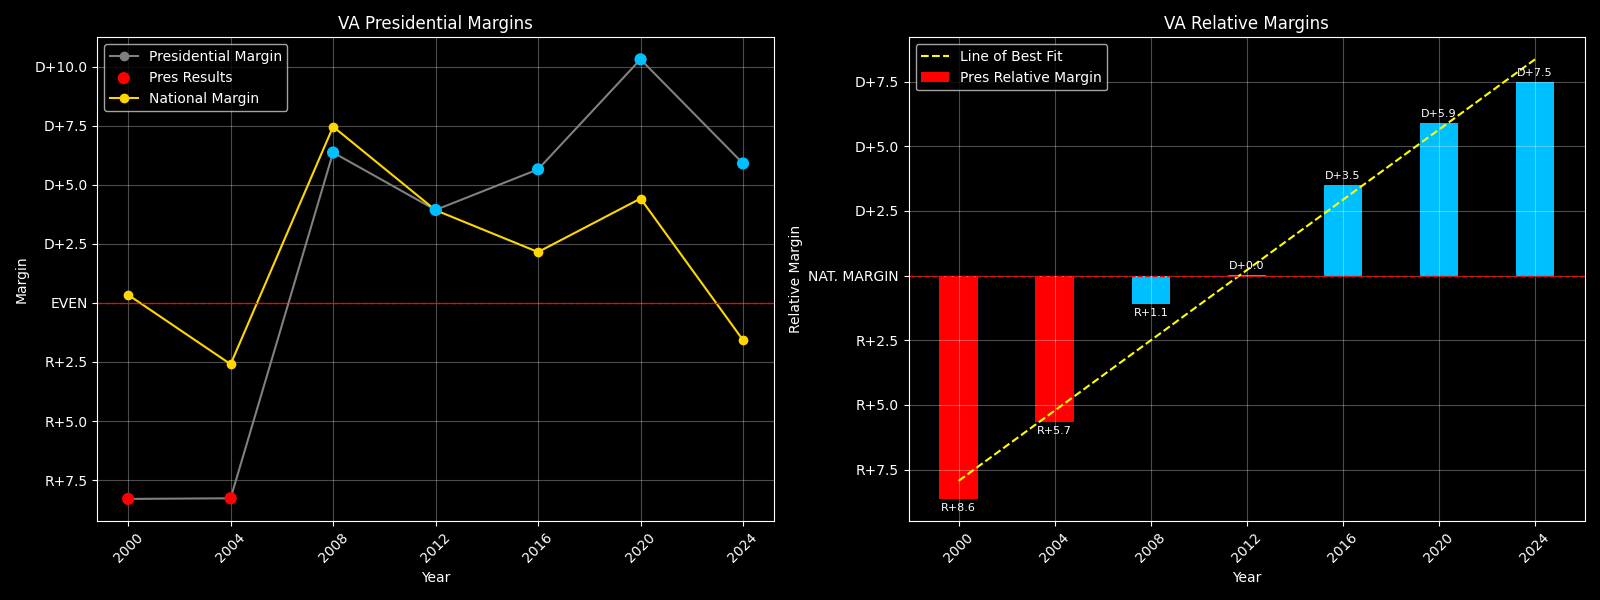 VA Presidential Margins
Presidential Margin
Pres Results
National Margin
D+10.0
D+7.5
D+5.0
D+2.5
EVEN
R+2.5
R+5.0
R+7.5
Margin
2000
2004
2008
2012
2016
2020
2024
Year
VA Relative Margins
Line of Best Fit
Pres Relative Margin
D+7.5
D+5.0
D+2.5
NAT. MARGIN
R+2.5
R+5.0
R+7.5
Relative Margin
R+8.6
R+5.7
R+1.1
D+0.0
D+3.5
D+5.9
D+7.5
2000
2004
2008
2012
2016
2020
2024
Year